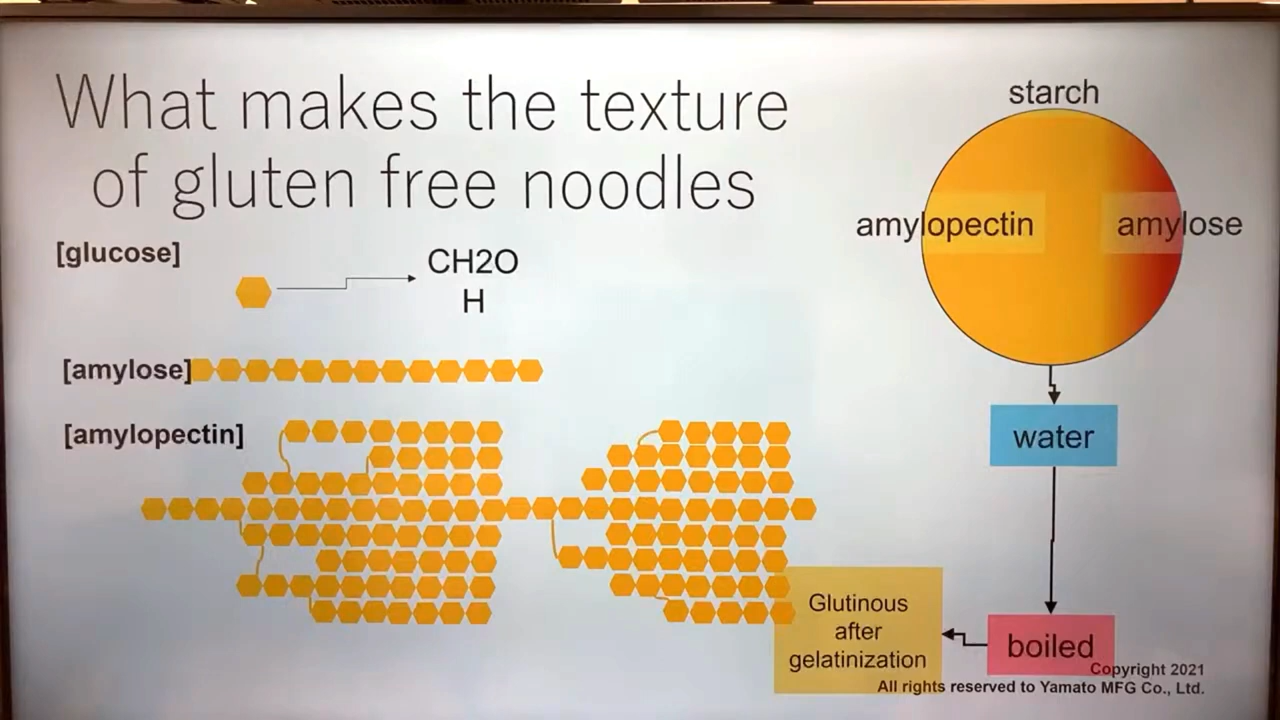 What makes the texture
of gluten free noodles
[glucose]
CH2O
H
[amylose]
[amylopectin]
starch
amylopectin
amylose
water
boiled
Glutinous
after
gelatinization
Copyright 2021
All rights reserved to Yamato MFG Co., Ltd.